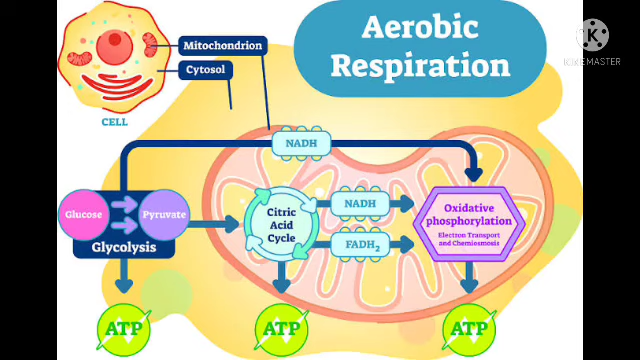 Aerobic
Respiration
K
KINEMASTER
Mitochondrion
Cytosol
CELL
NADH
Glucose
Pyruvate
Glycolysis
Citric
Acid
Cycle
NADH
FADH₂
Oxidative
phosphorylation
Electron Transport
and Chemiosmosis
ATP
ATP
ATP